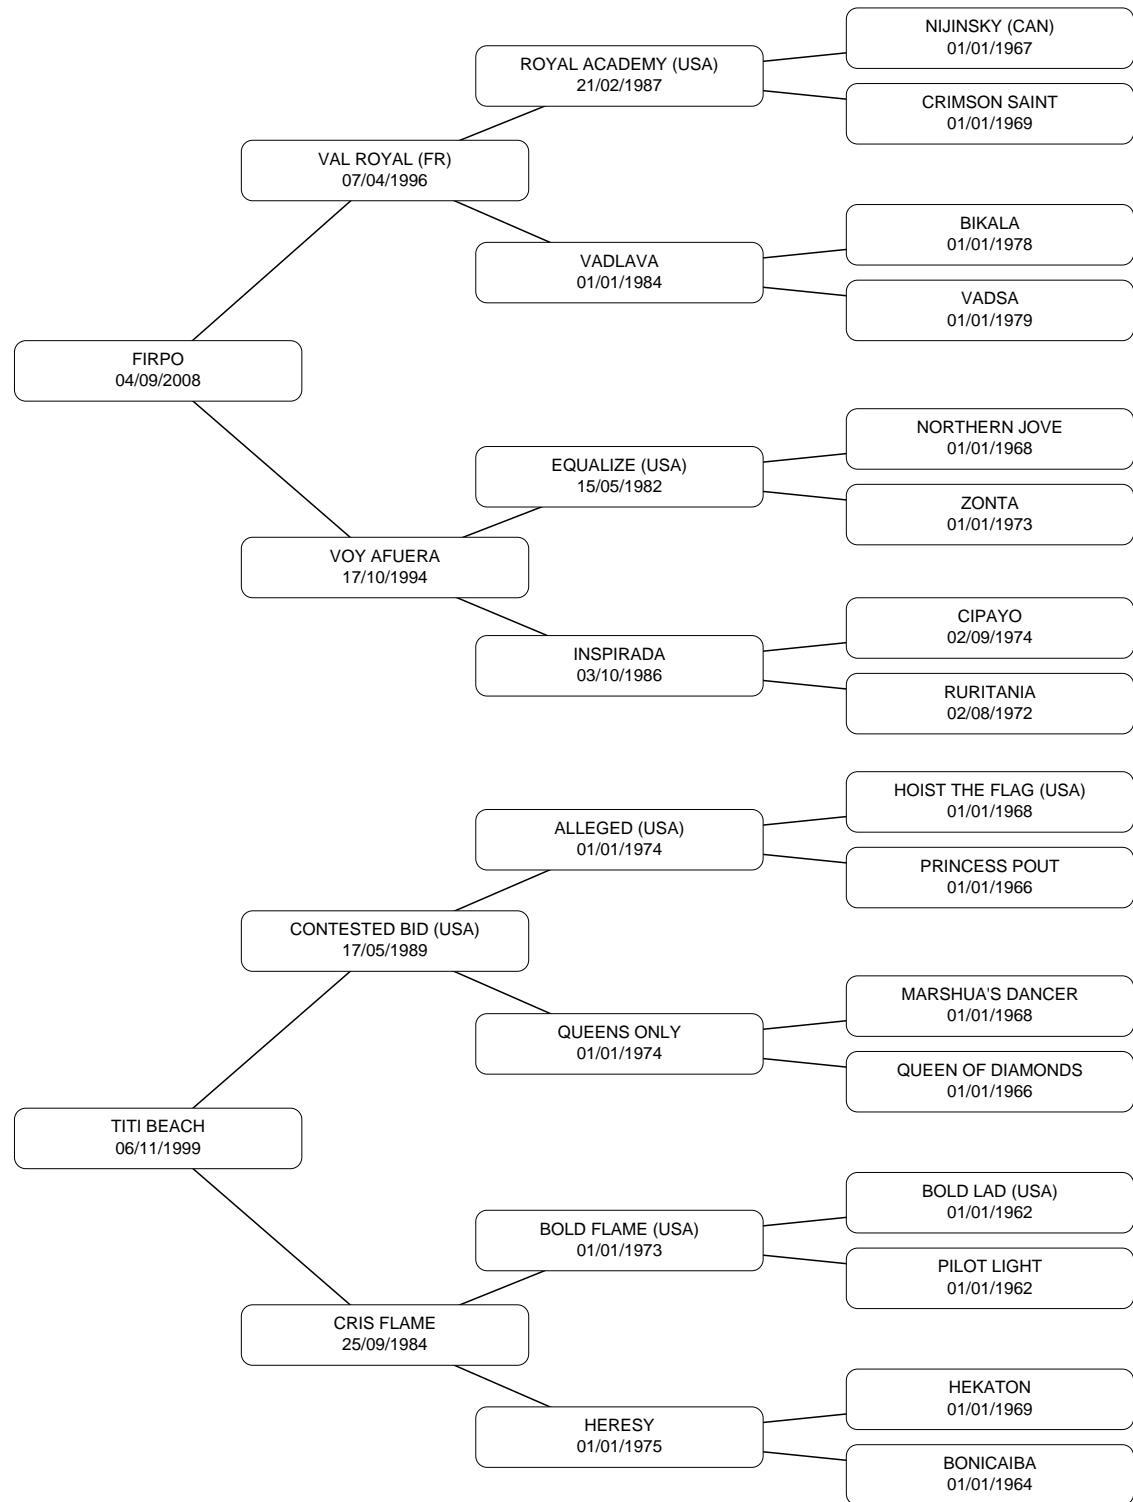 NIJINSKY (CAN)
01/01/1967
ROYAL ACADEMY (USA)
21/02/1987
CRIMSON SAINT
01/01/1969
VAL ROYAL (FR)
07/04/1996
BIKALA
01/01/1978
VADLAVA
01/01/1984
VADSA
01/01/1979
FIRPO
04/09/2008
NORTHERN JOVE
01/01/1968
EQUALIZE (USA)
15/05/1982
ZONTA
01/01/1973
VOY AFUERA
17/10/1994
CIPAYO
02/09/1974
INSPIRADA
03/10/1986
RURITANIA
02/08/1972
HOIST THE FLAG (USA)
01/01/1968
ALLEGED (USA)
01/01/1974
PRINCESS POUT
01/01/1966
CONTESTED BID (USA)
17/05/1989
MARSHUA'S DANCER
01/01/1968
QUEENS ONLY
01/01/1974
QUEEN OF DIAMONDS
01/01/1966
TITI BEACH
06/11/1999
BOLD LAD (USA)
01/01/1962
BOLD FLAME (USA)
01/01/1973
PILOT LIGHT
01/01/1962
CRIS FLAME
25/09/1984
HEKATON
01/01/1969
HERESY
01/01/1975
BONICAIBA
01/01/1964